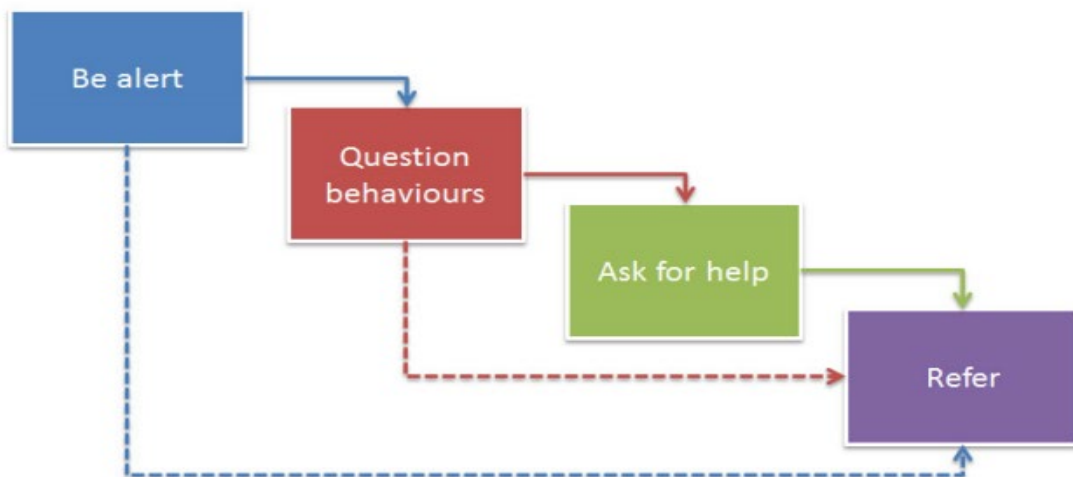 Be alert
Question
behaviours
Ask for help
Refer